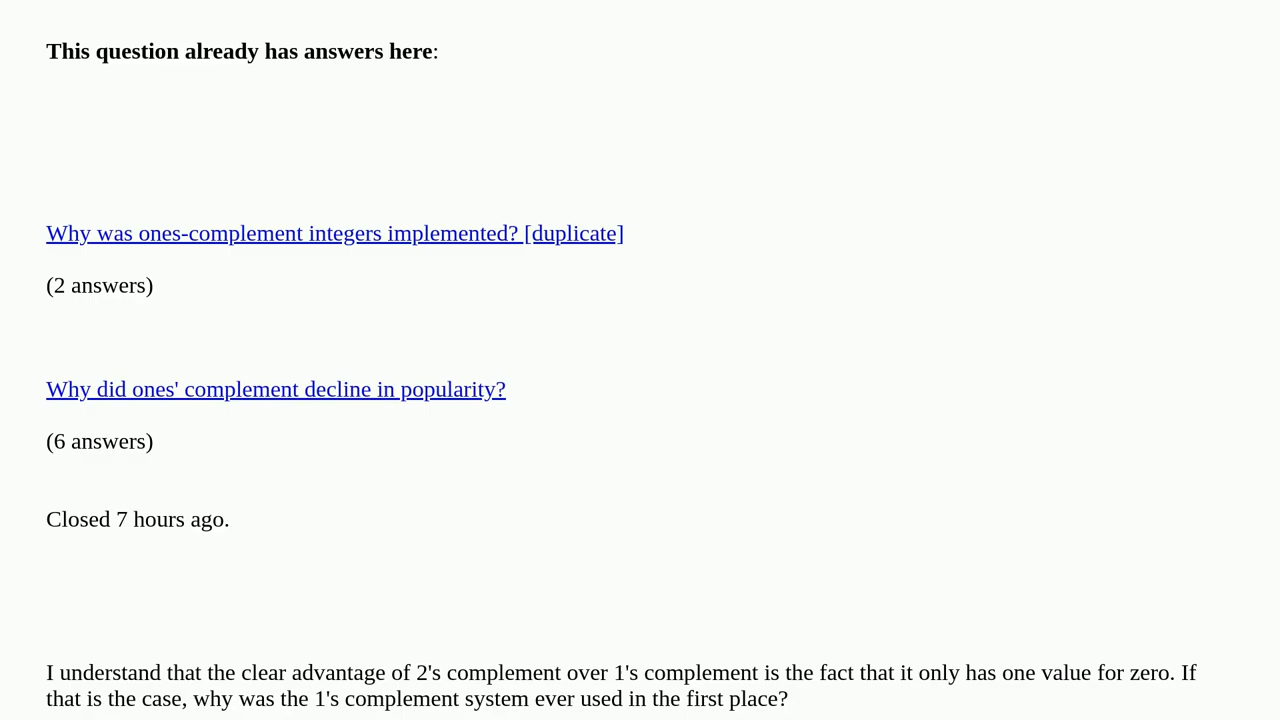 This question already has answers here:
Why was ones-complement integers implemented? [duplicate]
(2 answers)
Why did ones' complement decline in popularity?
(6 answers)
Closed 7 hours ago.
I understand that the clear advantage of 2's complement over 1's complement is the fact that it only has one value for zero. If
that is the case, why was the 1's complement system ever used in the first place?